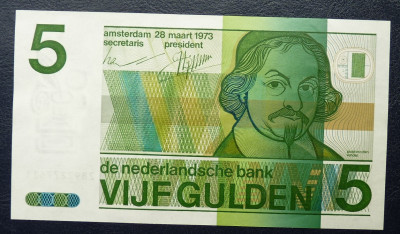 5
amsterdam 28 maart 1973
secretaris president
de nederlandsche bank
VIJF GULDEN 5